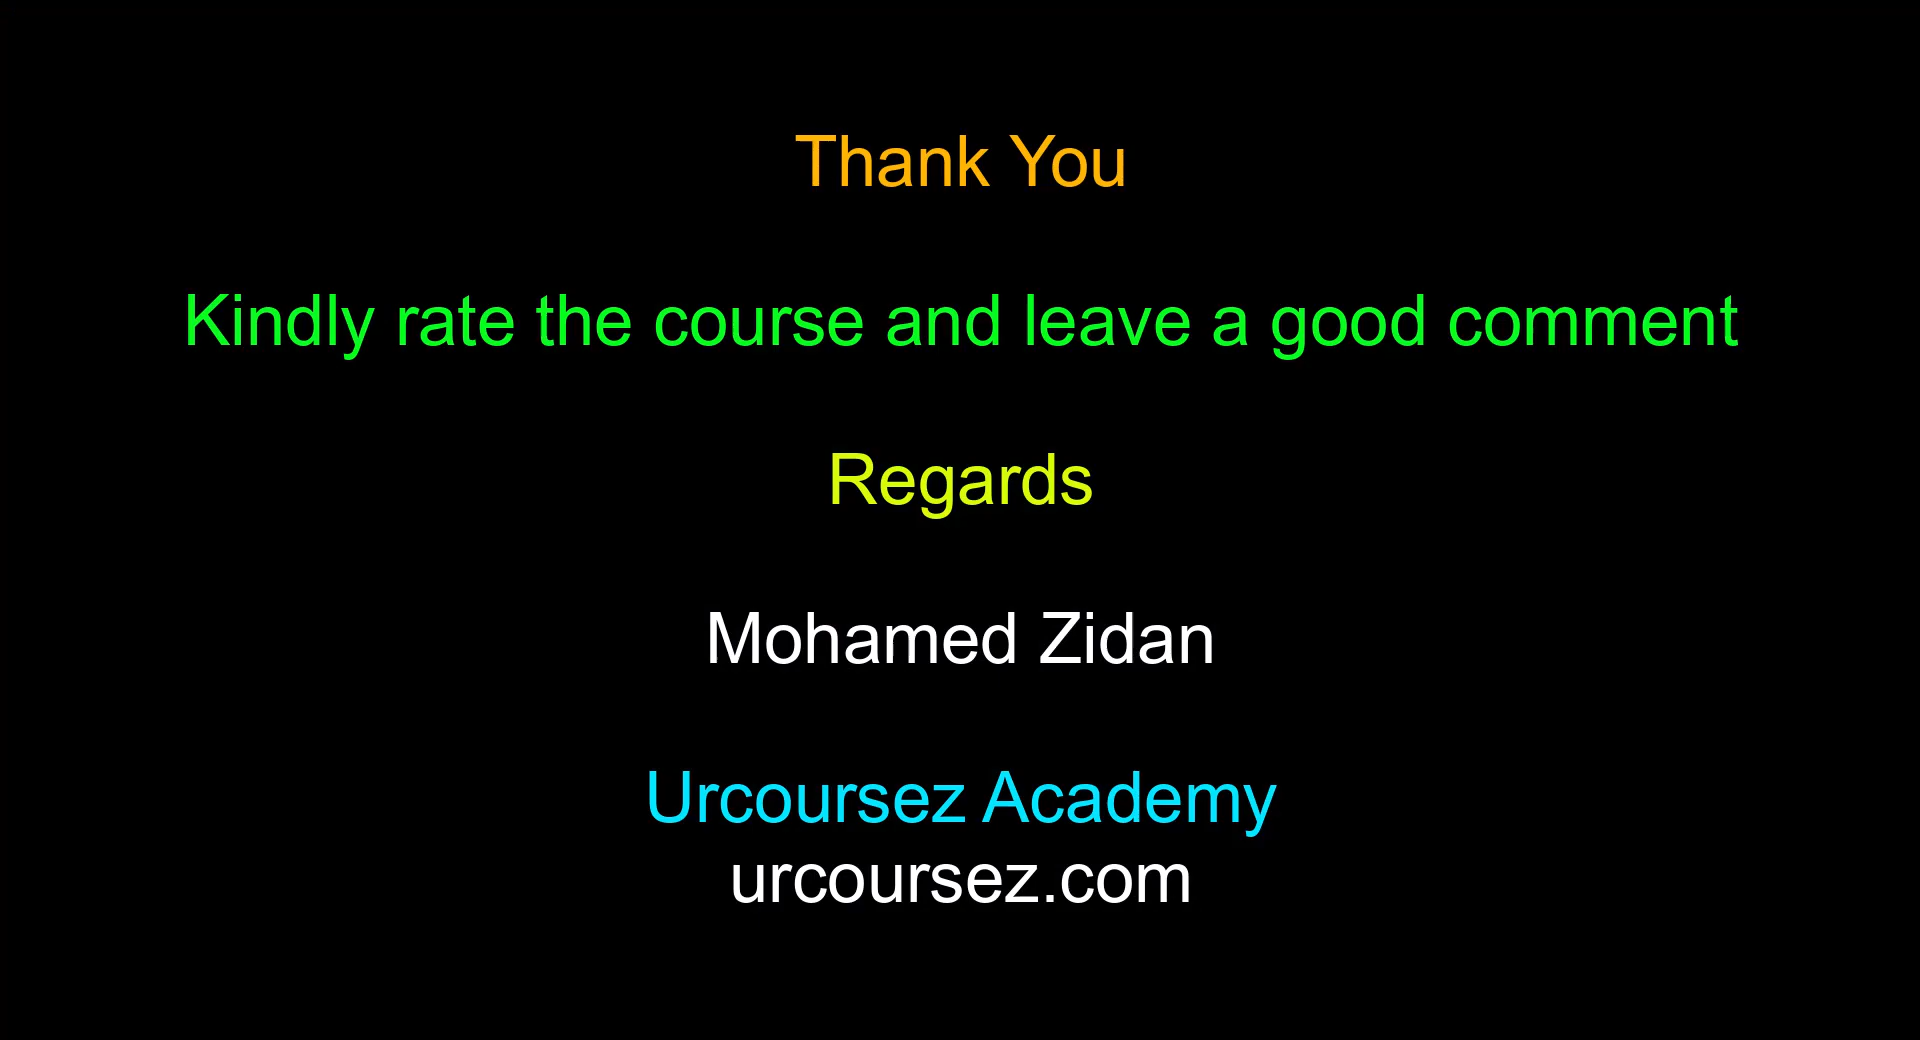 Thank You
Kindly rate the course and leave a good comment
Regards
Mohamed Zidan
Urcoursez Academy
urcoursez.com